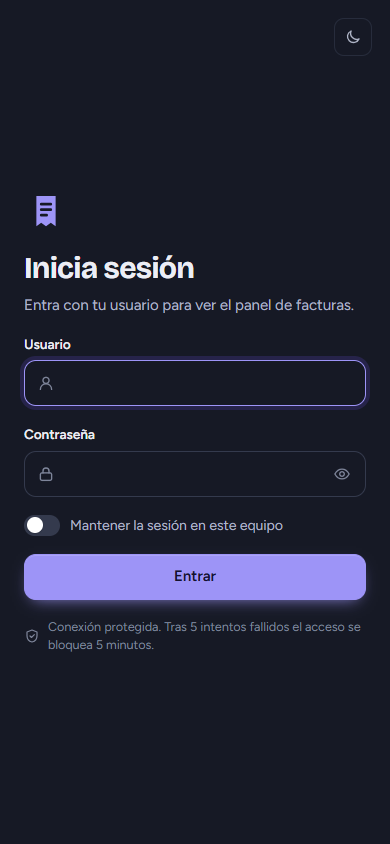 Inicia sesión
Entra con tu usuario para ver el panel de facturas.
Usuario
Contraseña
Mantener la sesión en este equipo
Entrar
Conexión protegida. Tras 5 intentos fallidos el acceso se
bloquea 5 minutos.